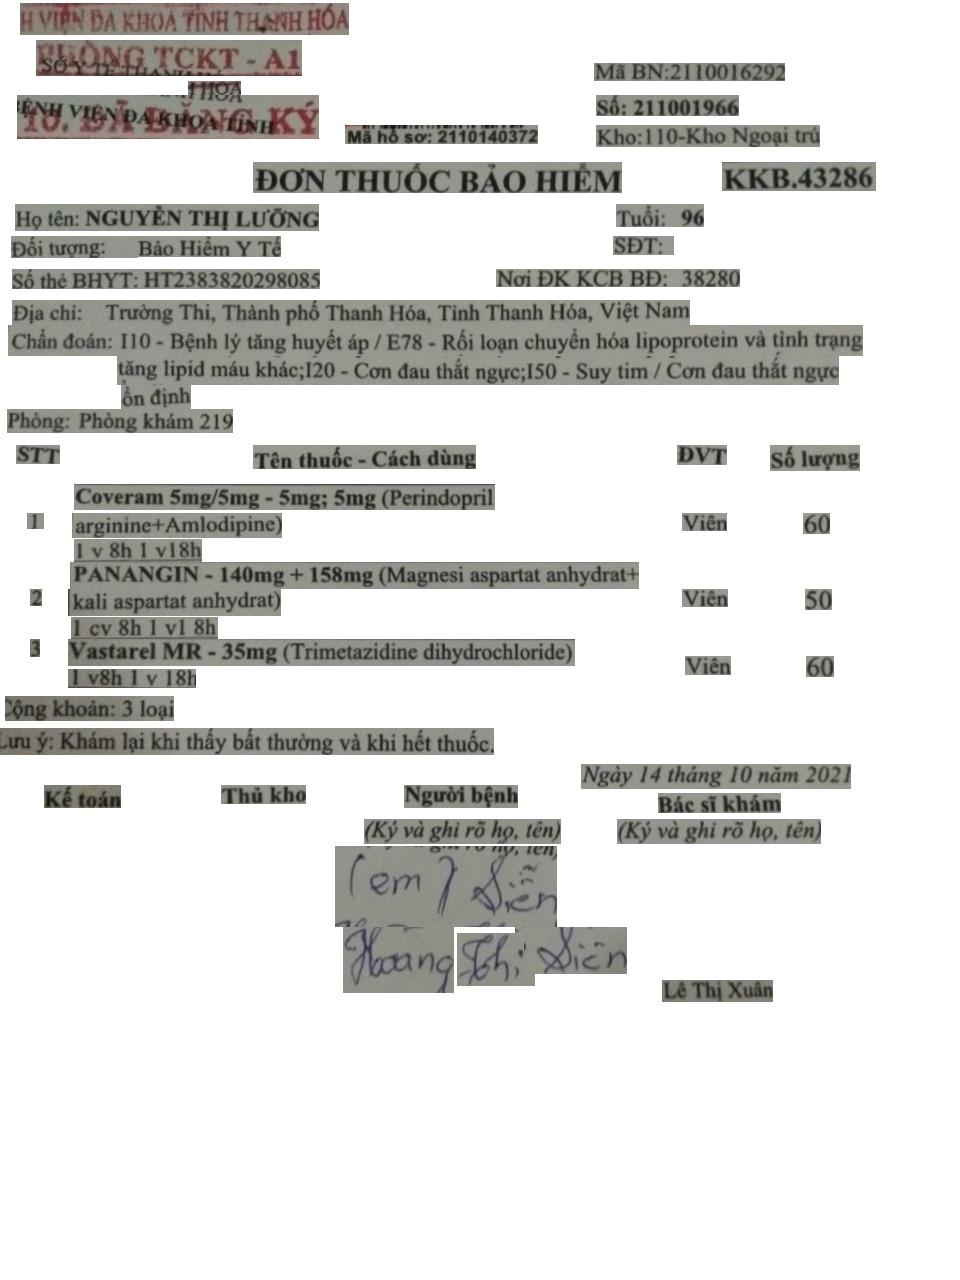 H VIỆN ĐA KHOA TỈNH THANH HÓA
PHÒNG TCKT - A1
SỞ Y TẾ THANH HÓA
BỆNH VIỆN ĐA KHOA TỈNH
ĐÃ ĐĂNG KÝ
Mã hồ sơ: 2110140372
Mã BN:2110016292
Số: 211001966
Kho:110-Kho Ngoại trú
ĐƠN THUỐC BẢO HIỂM KKB.43286
Họ tên: NGUYỄN THỊ LƯỠNG Tuổi: 96
Đối tượng: Bảo Hiểm Y Tế SĐT:
Số thẻ BHYT: HT2383820298085 Nơi ĐK KCB BĐ: 38280
Địa chỉ: Trường Thi, Thành phố Thanh Hóa, Tỉnh Thanh Hóa, Việt Nam
Chẩn đoán: I10 - Bệnh lý tăng huyết áp / E78 - Rối loạn chuyển hóa lipoprotein và tình trạng
tăng lipid máu khác;I20 - Cơn đau thắt ngực;I50 - Suy tim / Cơn đau thắt ngực
ổn định
Phòng: Phòng khám 219
STT Tên thuốc - Cách dùng ĐVT Số lượng
Coveram 5mg/5mg - 5mg; 5mg (Perindopril
1 arginine+Amlodipine) Viên 60
1 v 8h 1 v18h
PANANGIN - 140mg + 158mg (Magnesi aspartat anhydrat+
2 kali aspartat anhydrat) Viên 50
1 cv 8h 1 v1 8h
3 Vastarel MR - 35mg (Trimetazidine dihydrochloride) Viên 60
1 v8h 1 v 18h
Cộng khoản: 3 loại
Lưu ý: Khám lại khi thấy bất thường và khi hết thuốc.
Ngày 14 tháng 10 năm 2021
Kế toán Thủ kho Người bệnh Bác sĩ khám
(Ký và ghi rõ họ, tên) (Ký và ghi rõ họ, tên)
(em) Siễn
Hoàng Thị Siên
Lê Thị Xuân